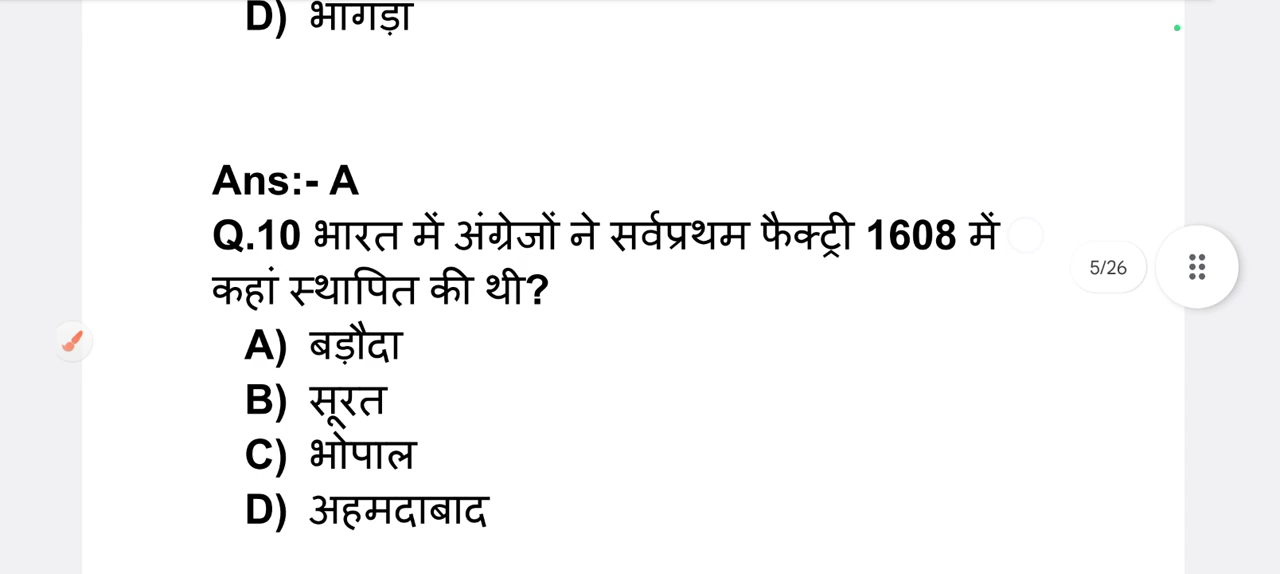 D) भांगड़ा
Ans:- A
Q.10 भारत में अंग्रेजों ने सर्वप्रथम फैक्ट्री 1608 में
कहां स्थापित की थी?
5/26
A) बड़ौदा
B) सूरत
C) भोपाल
D) अहमदाबाद